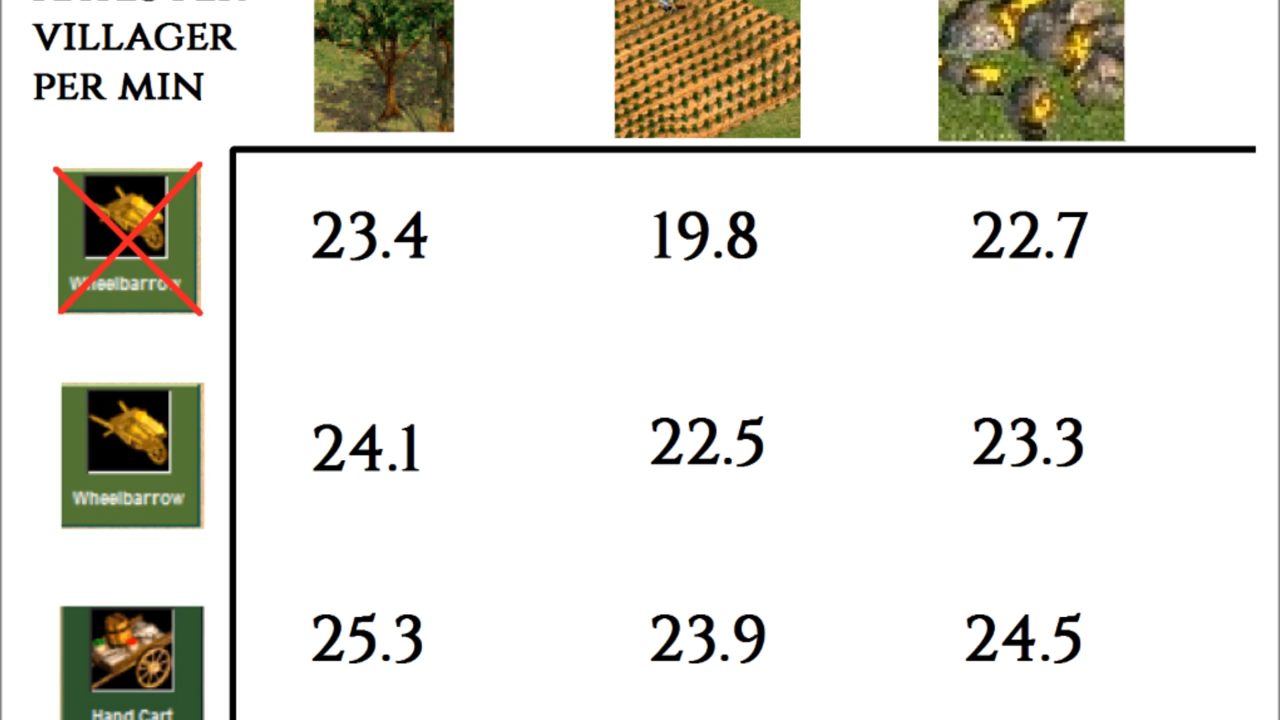 VILLAGER
PER MIN
Wheelbarrow
23.4 19.8 22.7
Wheelbarrow
24.1 22.5 23.3
Hand Cart
25.3 23.9 24.5